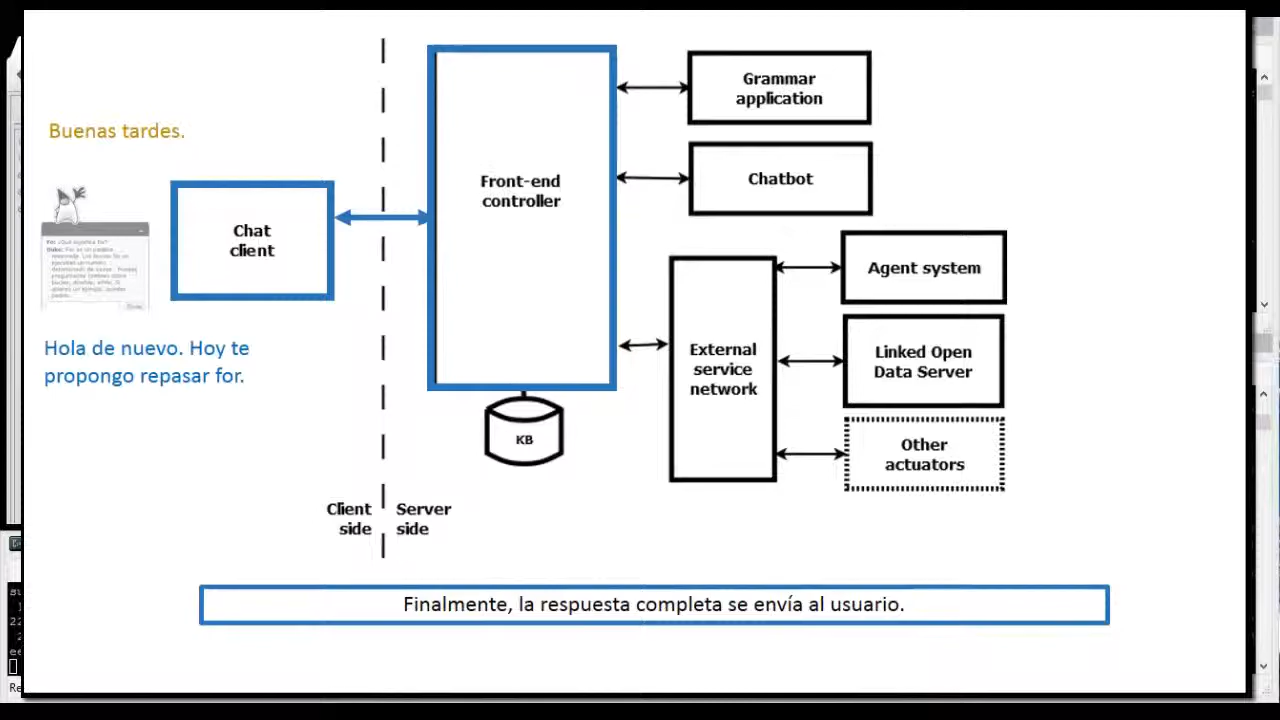 Buenas tardes.
Hola de nuevo. Hoy te
propongo repasar for.
Chat
client
Front-end
controller
KB
Grammar
application
Chatbot
External
service
network
Agent system
Linked Open
Data Server
Other
actuators
Client
side
Server
side
Finalmente, la respuesta completa se envía al usuario.